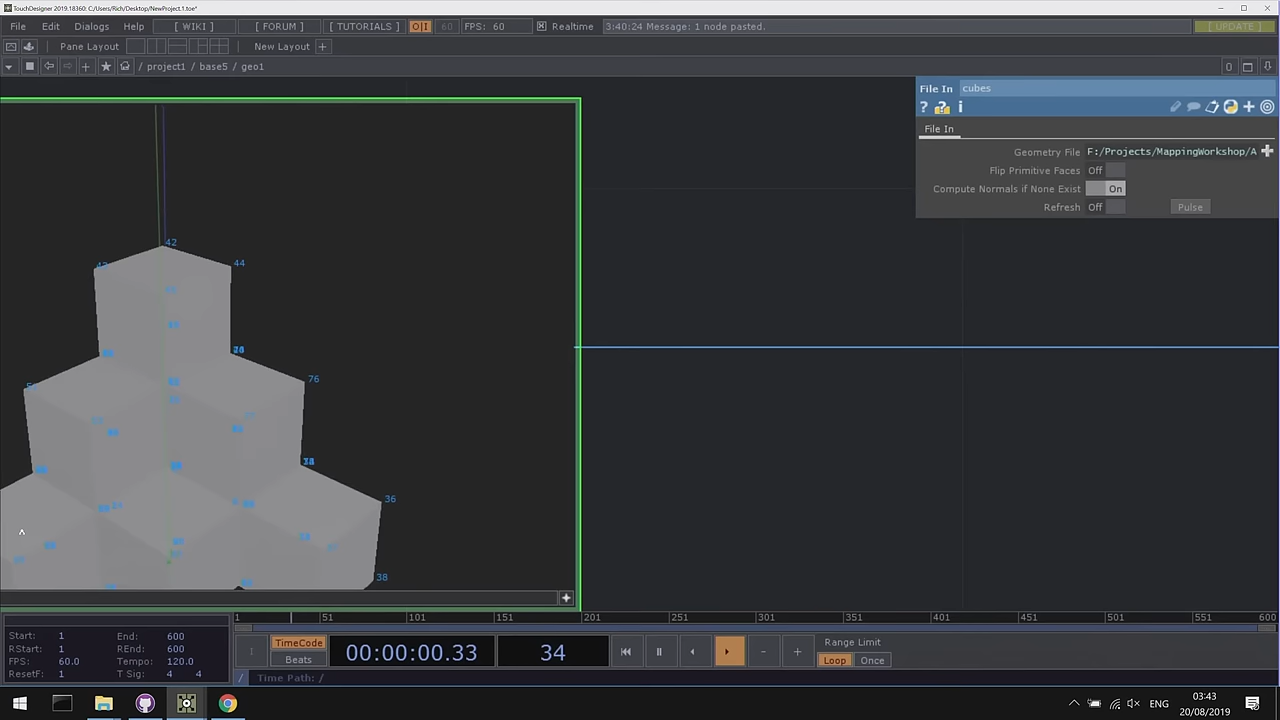 TouchDesigner 2019.18360: C:/Users/Rich/Desktop/NewProject.1.toe*
File Edit Dialogs Help [ WIKI ] [ FORUM ] [ TUTORIALS ] O|I 60 FPS: 60 Realtime 3:40:24 Message: 1 node pasted. [ UPDATE ]
Pane Layout New Layout +
/ project1 / base5 / geo1 0
File In cubes
? ? i
File In
Geometry File F:/Projects/MappingWorkshop/A
Flip Primitive Faces Off
Compute Normals if None Exist On
Refresh Off Pulse
42
44
76
36
38
1 51 101 151 201 251 301 351 401 451 501 551 600
Start: 1 End: 600
RStart: 1 REnd: 600
FPS: 60.0 Tempo: 120.0
ResetF: 1 T Sig: 4 4
TimeCode
Beats
00:00:00.33 34
Range Limit
Loop Once
/ Time Path: /
ENG
03:43
20/08/2019